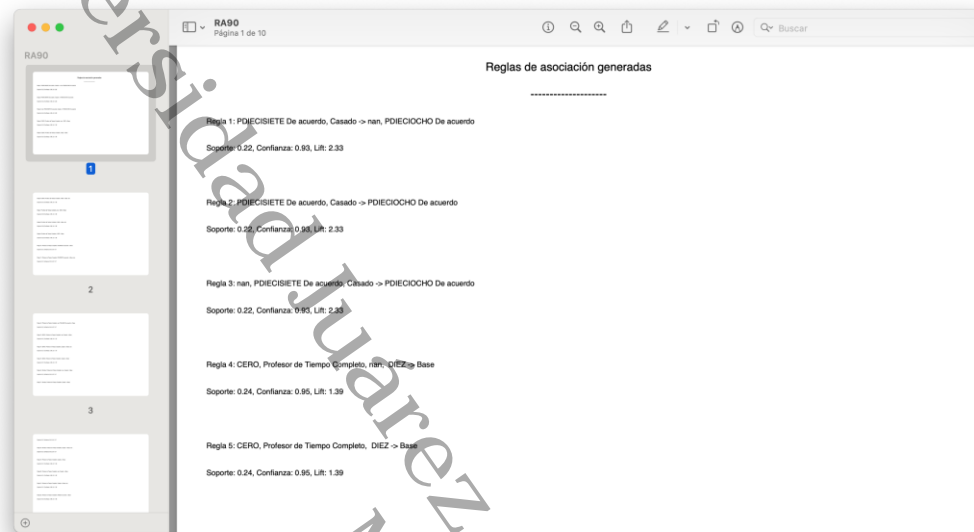 RA90
Página 1 de 10
Buscar
RA90
1
2
3
Reglas de asociación generadas
--------------------
Regla 1: PDIECISIETE De acuerdo, Casado -> nan, PDIECIOCHO De acuerdo
Soporte: 0.22, Confianza: 0.93, Lift: 2.33
Regla 2: PDIECISIETE De acuerdo, Casado -> PDIECIOCHO De acuerdo
Soporte: 0.22, Confianza: 0.93, Lift: 2.33
Regla 3: nan, PDIECISIETE De acuerdo, Casado -> PDIECIOCHO De acuerdo
Soporte: 0.22, Confianza: 0.93, Lift: 2.33
Regla 4: CERO, Profesor de Tiempo Completo, nan, DIEZ -> Base
Soporte: 0.24, Confianza: 0.95, Lift: 1.39
Regla 5: CERO, Profesor de Tiempo Completo, DIEZ -> Base
Soporte: 0.24, Confianza: 0.95, Lift: 1.39
ersidad Juárez